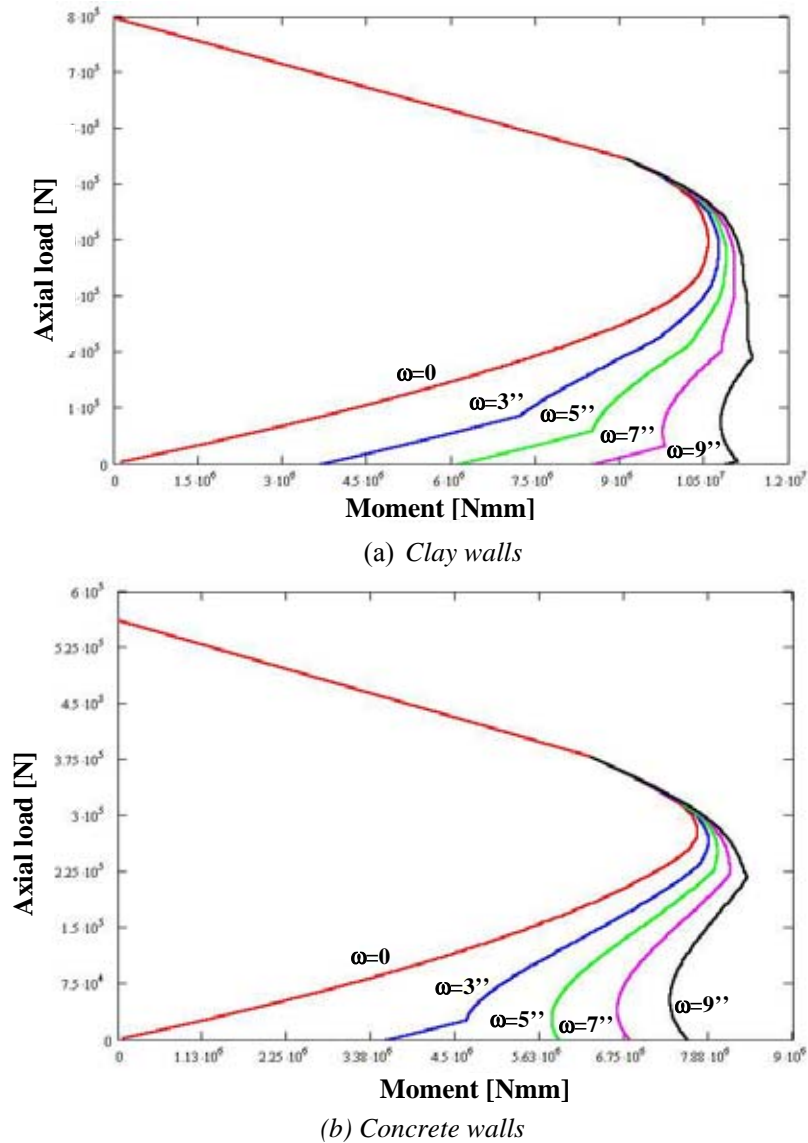 8·10⁵
7·10⁵
·10⁵
·10⁵
·10⁵
·10⁵
2·10⁵
1·10⁵
0
Axial load [N]
ω=0
ω=3’’
ω=5’’
ω=7’’
ω=9’’
0 1.5·10⁶ 3·10⁶ 4.5·10⁶ 6·10⁶ 7.5·10⁶ 9·10⁶ 1.05·10⁷ 1.2·10⁷
Moment [Nmm]
(a) Clay walls
6·10⁵
5.25·10⁵
4.5·10⁵
3.75·10⁵
3·10⁵
2.25·10⁵
1.5·10⁵
7.5·10⁴
0
Axial load [N]
ω=0
ω=3’’
ω=5’’
ω=7’’
ω=9’’
0 1.13·10⁶ 2.25·10⁶ 3.38·10⁶ 4.5·10⁶ 5.63·10⁶ 6.75·10⁶ 7.88·10⁶ 9·10⁶
Moment [Nmm]
(b) Concrete walls